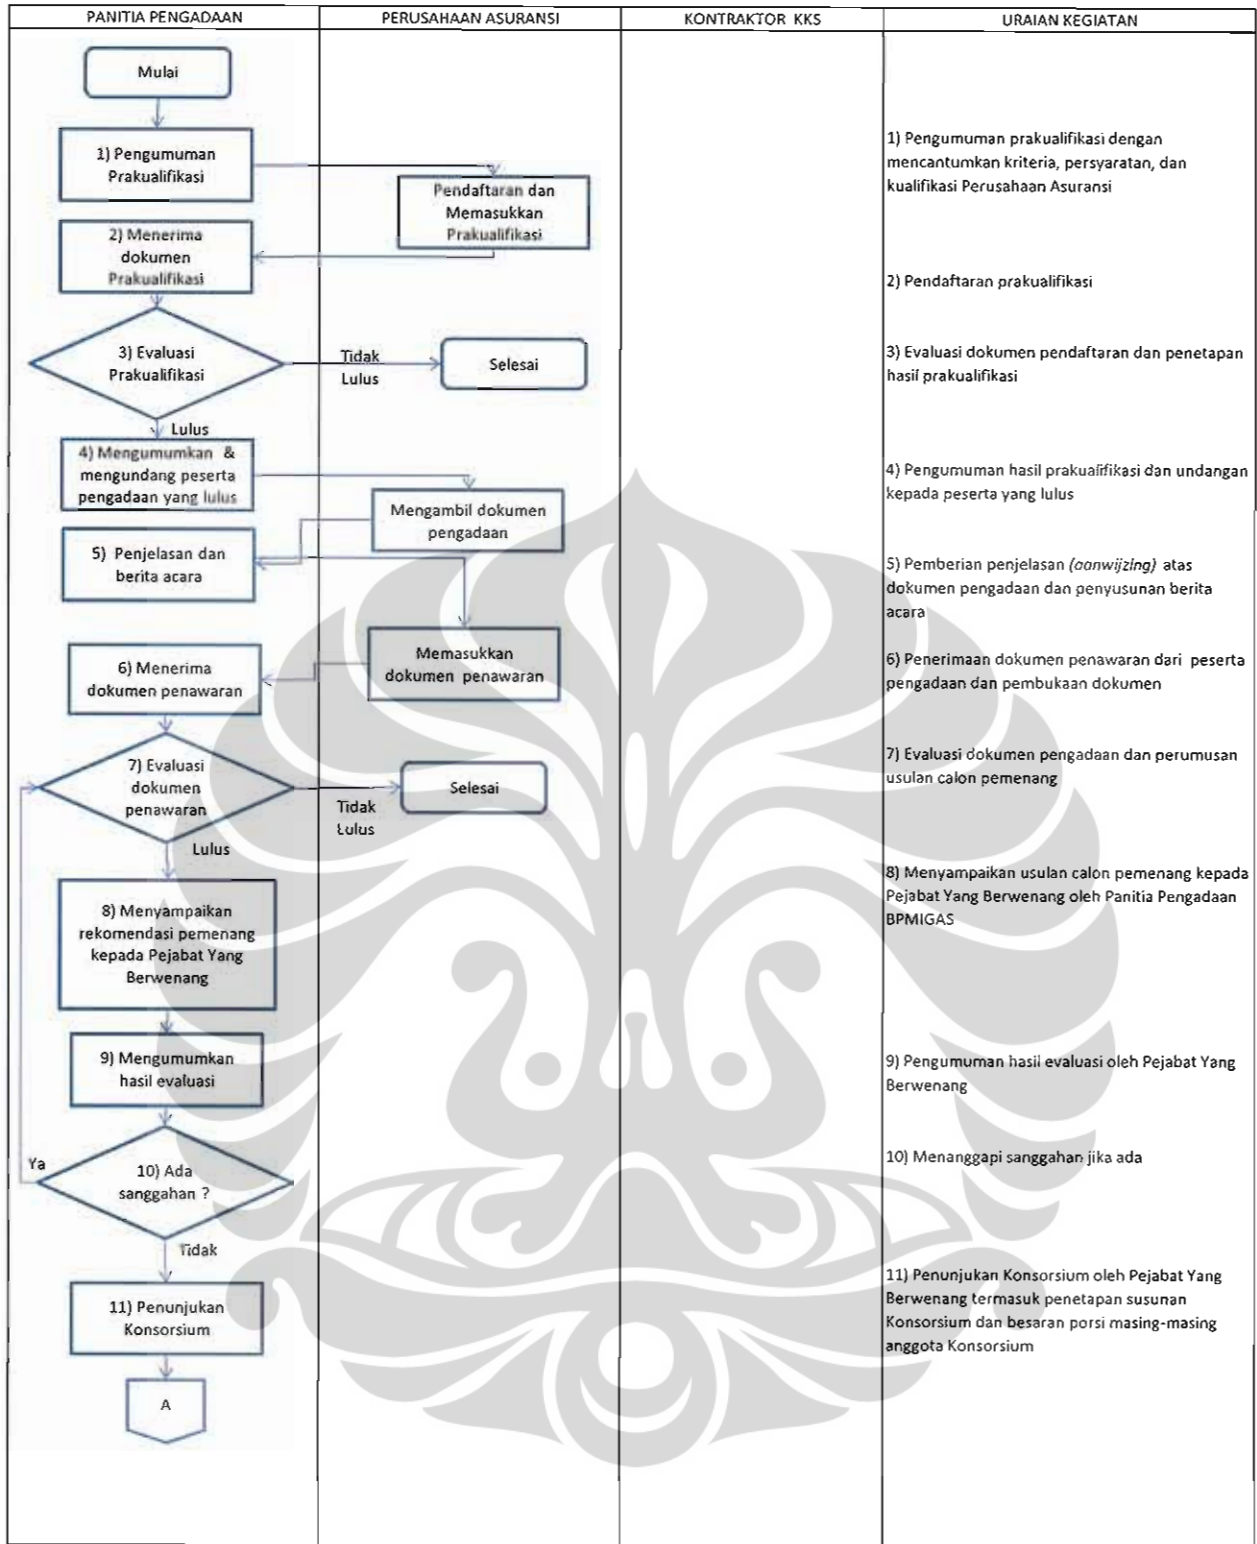 PANITIA PENGADAAN
PERUSAHAAN ASURANSI
KONTRAKTOR KKS
URAIAN KEGIATAN
Mulai
1) Pengumuman
Prakualifikasi
Pendaftaran dan
Memasukkan
Prakualifikasi
2) Menerima
dokumen
Prakualifikasi
3) Evaluasi
Prakualifikasi
Tidak
Lulus
Selesai
Lulus
4) Mengumumkan &
mengundang peserta
pengadaan yang lulus
Mengambil dokumen
pengadaan
5) Penjelasan dan
berita acara
Memasukkan
dokumen penawaran
6) Menerima
dokumen penawaran
7) Evaluasi
dokumen
penawaran
Tidak
Lulus
Selesai
Lulus
8) Menyampaikan
rekomendasi pemenang
kepada Pejabat Yang
Berwenang
9) Mengumumkan
hasil evaluasi
Ya
10) Ada
sanggahan ?
Tidak
11) Penunjukan
Konsorsium
A
1) Pengumuman prakualifikasi dengan
mencantumkan kriteria, persyaratan, dan
kualifikasi Perusahaan Asuransi
2) Pendaftaran prakualifikasi
3) Evaluasi dokumen pendaftaran dan penetapan
hasil prakualifikasi
4) Pengumuman hasil prakualifikasi dan undangan
kepada peserta yang lulus
5) Pemberian penjelasan (aanwijzing) atas
dokumen pengadaan dan penyusunan berita
acara
6) Penerimaan dokumen penawaran dari peserta
pengadaan dan pembukaan dokumen
7) Evaluasi dokumen pengadaan dan perumusan
usulan calon pemenang
8) Menyampaikan usulan calon pemenang kepada
Pejabat Yang Berwenang oleh Panitia Pengadaan
BPMIGAS
9) Pengumuman hasil evaluasi oleh Pejabat Yang
Berwenang
10) Menanggapi sanggahan jika ada
11) Penunjukan Konsorsium oleh Pejabat Yang
Berwenang termasuk penetapan susunan
Konsorsium dan besaran porsi masing-masing
anggota Konsorsium